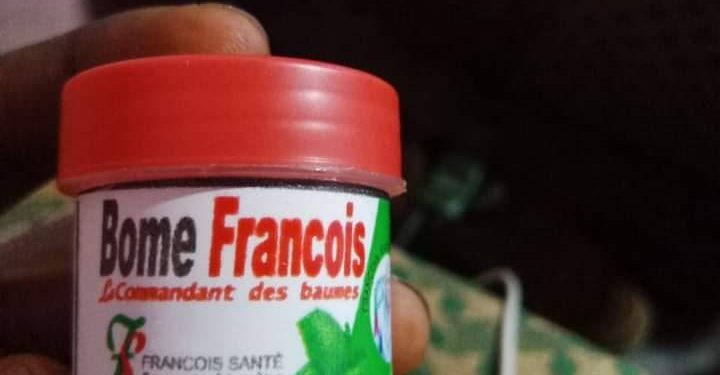 Bome Francois
Le Commandant des baumes
FRANCOIS SANTÉ